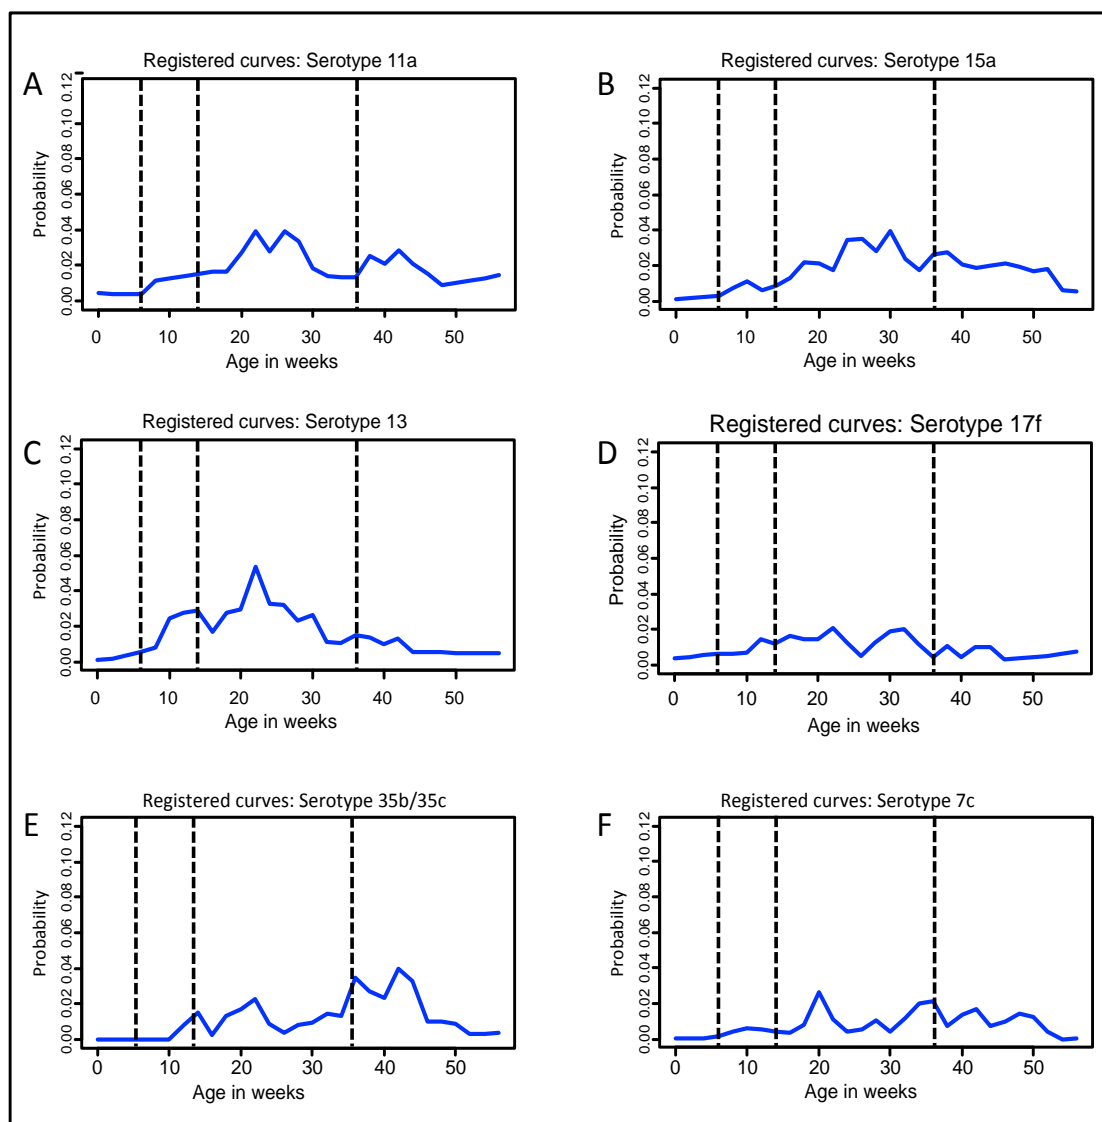 A
Registered curves: Serotype 11a
Probability
0.00 0.02 0.04 0.06 0.08 0.10 0.12
0 10 20 30 40 50
Age in weeks
B
Registered curves: Serotype 15a
Probability
0.00 0.02 0.04 0.06 0.08 0.10 0.12
0 10 20 30 40 50
Age in weeks
C
Registered curves: Serotype 13
Probability
0.00 0.02 0.04 0.06 0.08 0.10 0.12
0 10 20 30 40 50
Age in weeks
D
Registered curves: Serotype 17f
Probability
0.00 0.02 0.04 0.06 0.08 0.10 0.12
0 10 20 30 40 50
Age in weeks
E
Registered curves: Serotype 35b/35c
Probability
0.00 0.02 0.04 0.06 0.08 0.10 0.12
0 10 20 30 40 50
Age in weeks
F
Registered curves: Serotype 7c
Probability
0.00 0.02 0.04 0.06 0.08 0.10 0.12
0 10 20 30 40 50
Age in weeks